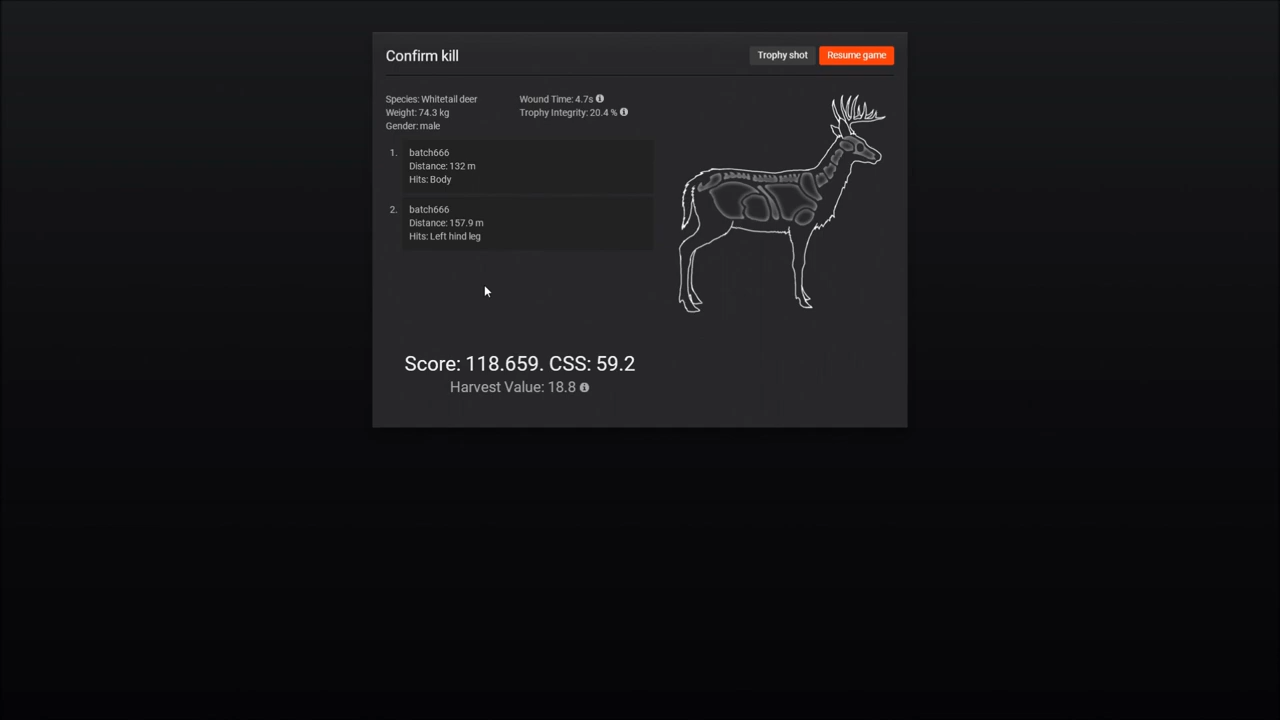 Confirm kill
Trophy shot
Resume game
Species: Whitetail deer
Weight: 74.3 kg
Gender: male
Wound Time: 4.7s
Trophy Integrity: 20.4 %
1.
batch666
Distance: 132 m
Hits: Body
2.
batch666
Distance: 157.9 m
Hits: Left hind leg
Score: 118.659. CSS: 59.2
Harvest Value: 18.8